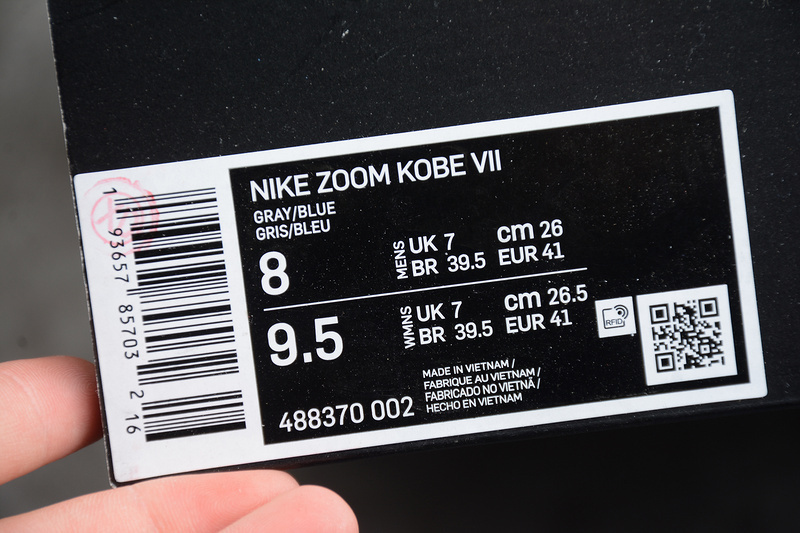 NIKE ZOOM KOBE VII
GRAY/BLUE
GRIS/BLEU
8
MENS
UK 7
cm 26
BR 39.5
EUR 41
9.5
WMNS
UK 7
cm 26.5
BR 39.5
EUR 41
RFID
MADE IN VIETNAM /
FABRIQUE AU VIETNAM /
FABRICADO NO VIETNÃ /
HECHO EN VIETNAM
488370 002
1 93657 85703 2 16